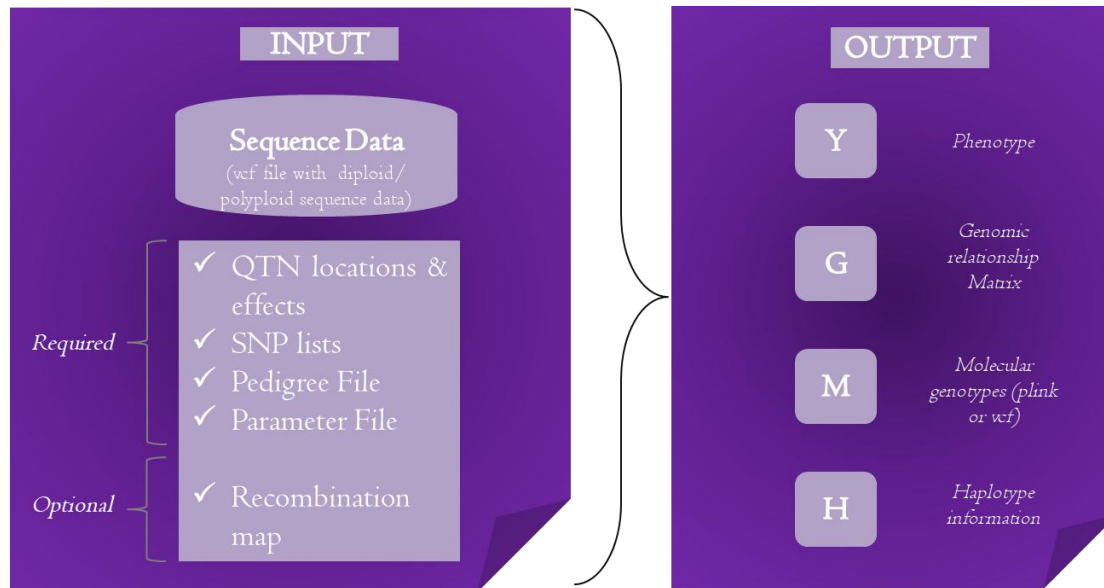 INPUT
Sequence Data
(vcf file with diploid/
polyploid sequence data)
Required
✓ QTN locations &
effects
✓ SNP lists
✓ Pedigree File
✓ Parameter File
Optional
✓ Recombination
map
OUTPUT
Y
Phenotype
G
Genomic
relationship
Matrix
M
Molecular
genotypes (plink
or vcf)
H
Haplotype
information